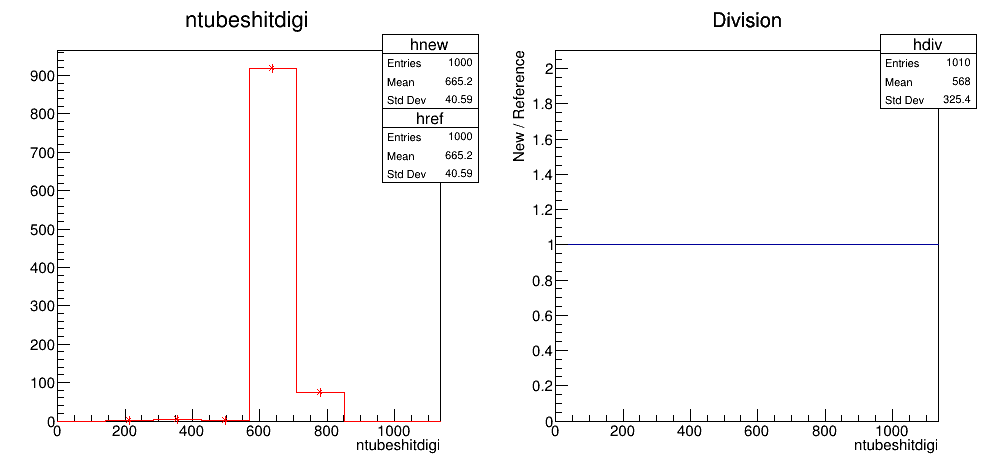 ntubeshitdigi
hnew
Entries 1000
Mean 665.2
Std Dev 40.59
href
Entries 1000
Mean 665.2
Std Dev 40.59
900
800
700
600
500
400
300
200
100
0
0 200 400 600 800 1000
ntubeshitdigi
Division
hdiv
Entries 1010
Mean 568
Std Dev 325.4
New / Reference
2
1.8
1.6
1.4
1.2
1
0.8
0.6
0.4
0.2
0
0 200 400 600 800 1000
ntubeshitdigi